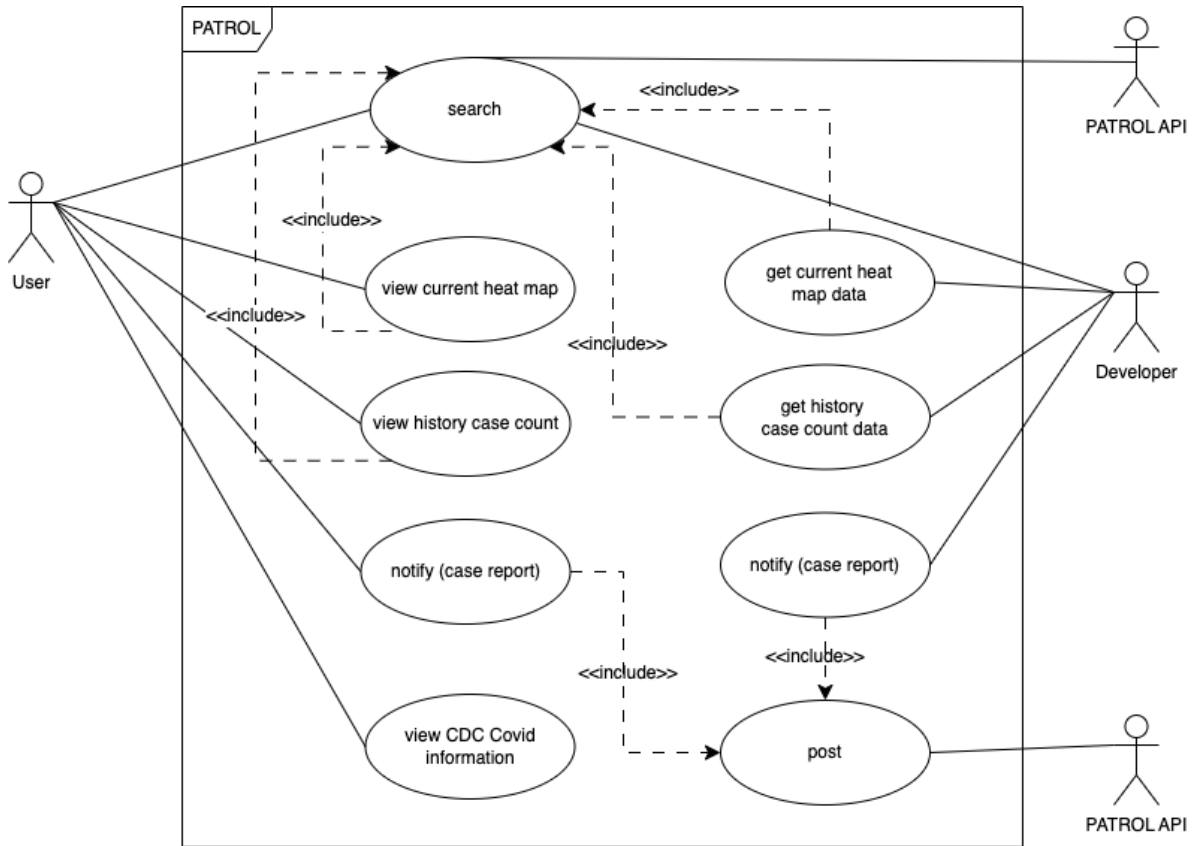 PATROL
search
<<include>>
PATROL API
<<include>>
User
view current heat map
get current heat
map data
<<include>>
<<include>>
Developer
view history case count
get history
case count data
notify (case report)
notify (case report)
<<include>>
<<include>>
view CDC Covid
information
post
PATROL API